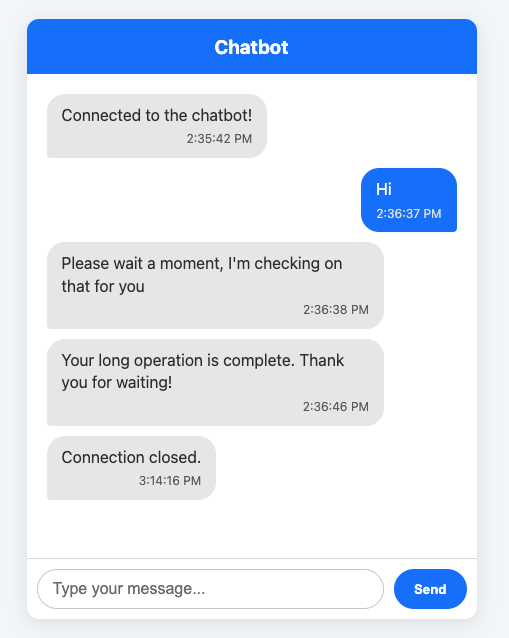 Chatbot
Connected to the chatbot!
2:35:42 PM
Hi
2:36:37 PM
Please wait a moment, I'm checking on
that for you
2:36:38 PM
Your long operation is complete. Thank
you for waiting!
2:36:46 PM
Connection closed.
3:14:16 PM
Type your message...
Send